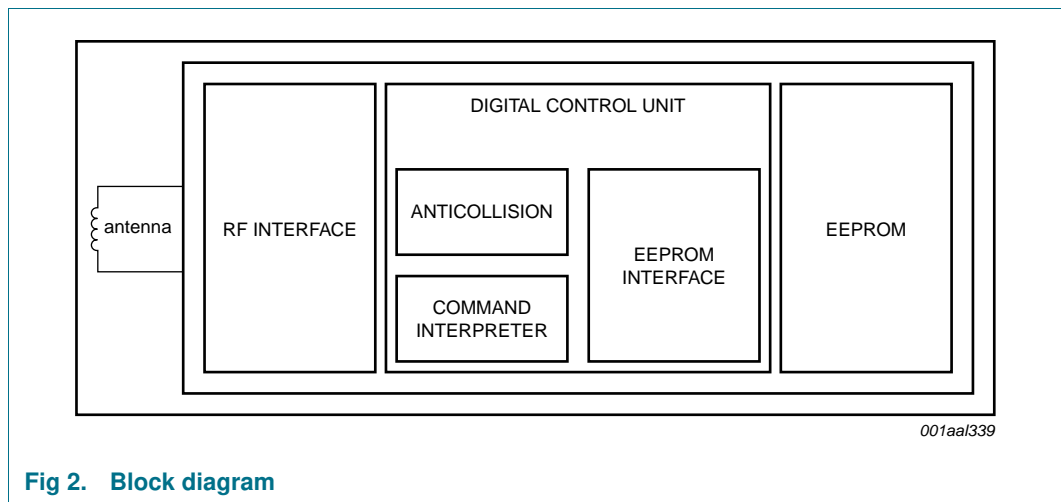 antenna
RF INTERFACE
DIGITAL CONTROL UNIT
ANTICOLLISION
COMMAND
INTERPRETER
EEPROM
INTERFACE
EEPROM
001aal339
Fig 2. Block diagram